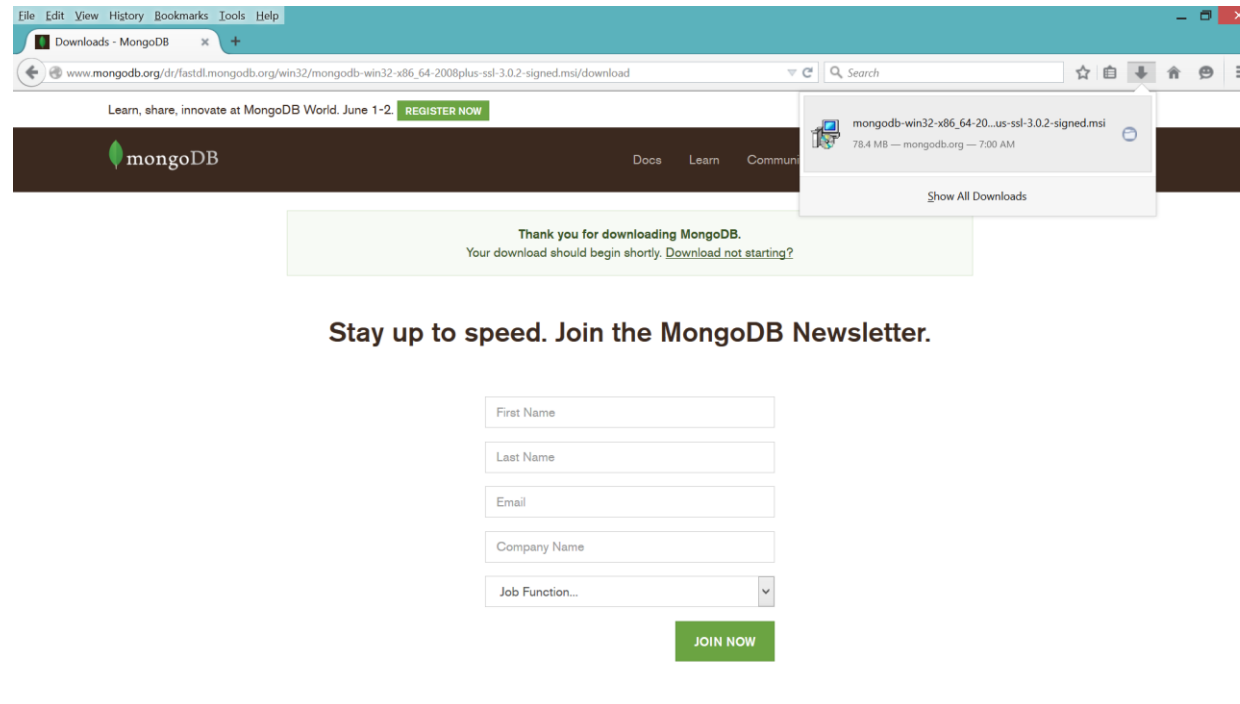 File Edit View History Bookmarks Tools Help
Downloads - MongoDB
www.mongodb.org/dr/fastdl.mongodb.org/win32/mongodb-win32-x86_64-2008plus-ssl-3.0.2-signed.msi/download
Search
Learn, share, innovate at MongoDB World. June 1-2. REGISTER NOW
mongodb-win32-x86_64-20...us-ssl-3.0.2-signed.msi
78.4 MB — mongodb.org — 7:00 AM
Show All Downloads
mongoDB
Docs Learn Communi
Thank you for downloading MongoDB.
Your download should begin shortly. Download not starting?
Stay up to speed. Join the MongoDB Newsletter.
First Name
Last Name
Email
Company Name
Job Function...
JOIN NOW